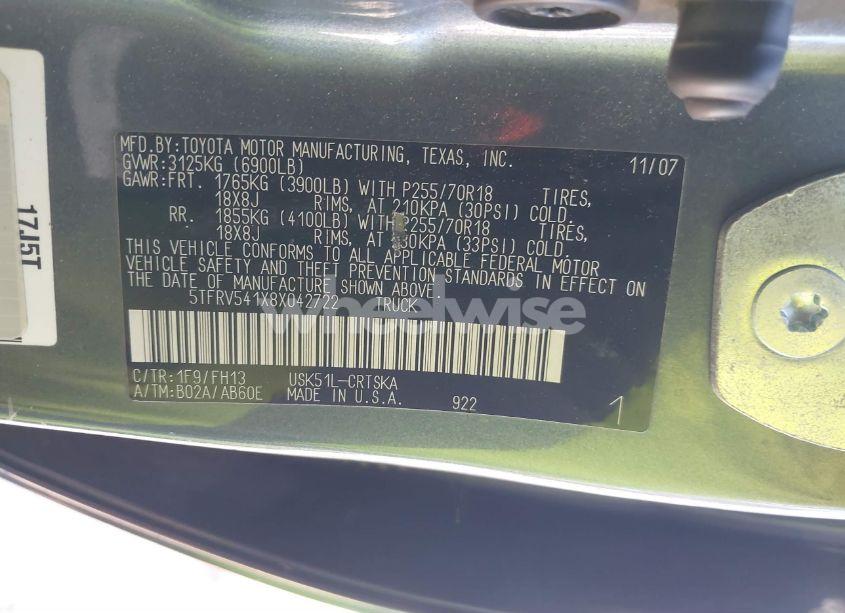 MFD.BY:TOYOTA MOTOR MANUFACTURING, TEXAS, INC. 11/07
GVWR:3125KG (6900LB)
GAWR:FRT. 1765KG (3900LB) WITH P255/70R18 TIRES,
18X8J RIMS, AT 210KPA (30PSI) COLD.
RR. 1855KG (4100LB) WITH P255/70R18 TIRES,
18X8J RIMS, AT 230KPA (33PSI) COLD.
THIS VEHICLE CONFORMS TO ALL APPLICABLE FEDERAL MOTOR
VEHICLE SAFETY AND THEFT PREVENTION STANDARDS IN EFFECT ON
THE DATE OF MANUFACTURE SHOWN ABOVE.
5TFRV541X8X042722 TRUCK
C/TR:1F9/FH13 USK51L-CRTSKA
A/TM:B02A/AB60E MADE IN U.S.A. 922 1
17J5T
wheelwise